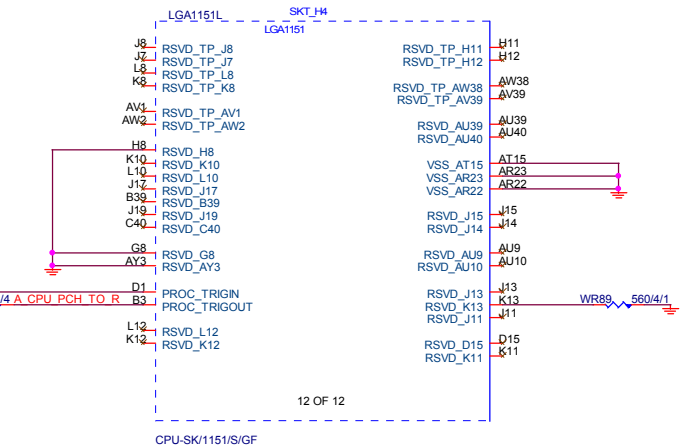 LGA1151L SKT_H4
LGA1151
J8 RSVD_TP_J8 RSVD_TP_H11 H11
J7 RSVD_TP_J7 RSVD_TP_H12 H12
L8 RSVD_TP_L8
K8 RSVD_TP_K8 RSVD_TP_AW38 AW38
RSVD_TP_AV39 AV39
AV1 RSVD_TP_AV1
AW2 RSVD_TP_AW2 RSVD_AU39 AU39
RSVD_AU40 AU40
H8 RSVD_H8
K10 RSVD_K10 VSS_AT15 AT15
L10 RSVD_L10 VSS_AR23 AR23
J17 RSVD_J17 VSS_AR22 AR22
B39 RSVD_B39
J19 RSVD_J19 RSVD_J15 J15
C40 RSVD_C40 RSVD_J14 J14
G8 RSVD_G8 RSVD_AU9 AU9
AY3 RSVD_AY3 RSVD_AU10 AU10
D1 PROC_TRIGIN RSVD_J13 J13
/4 A_CPU_PCH_TO_R B3 PROC_TRIGOUT RSVD_K13 K13 WR89 560/4/1
RSVD_J11 J11
L12 RSVD_L12
K12 RSVD_K12 RSVD_D15 D15
RSVD_K11 K11
12 OF 12
CPU-SK/1151/S/GF